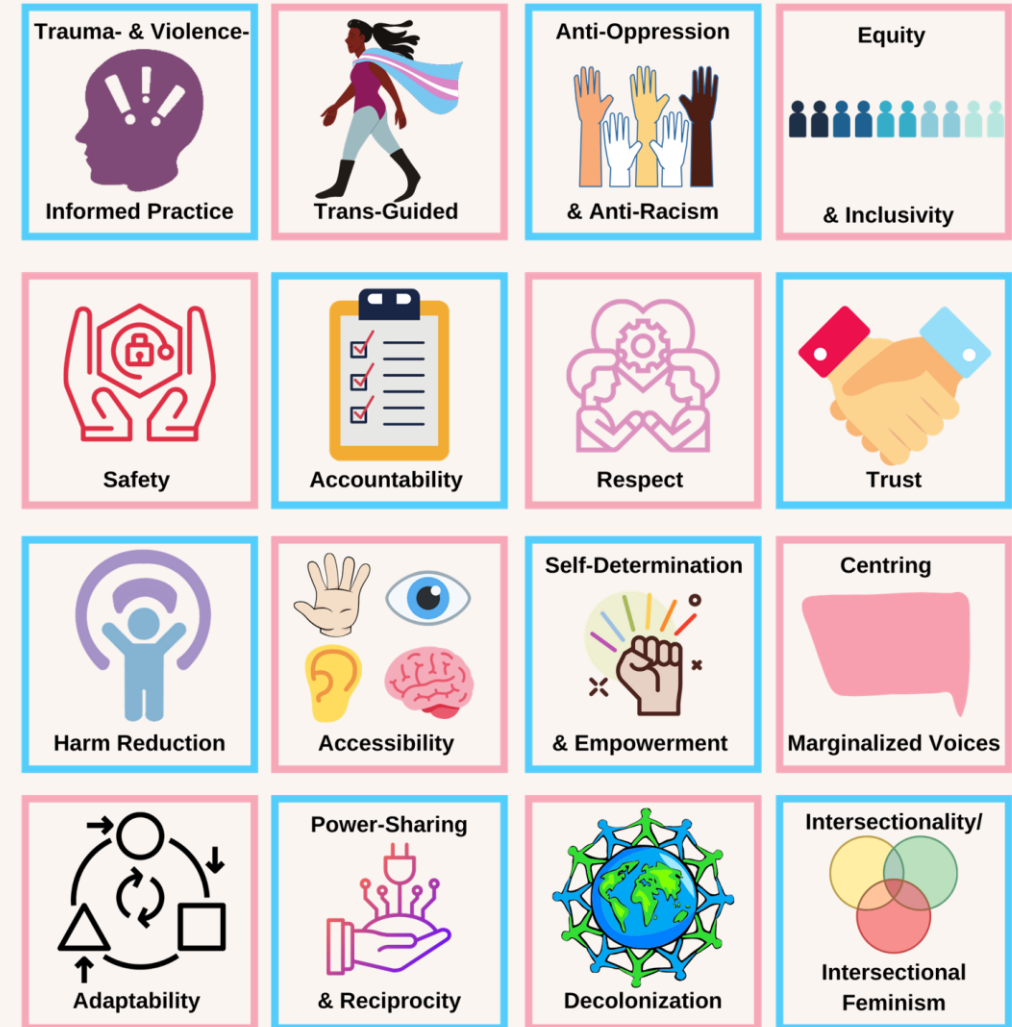 Trauma- & Violence-
Informed Practice
Trans-Guided
Anti-Oppression
& Anti-Racism
Equity
& Inclusivity
Safety
Accountability
Respect
Trust
Harm Reduction
Accessibility
Self-Determination
& Empowerment
Centring
Marginalized Voices
Adaptability
Power-Sharing
& Reciprocity
Decolonization
Intersectionality/
Intersectional
Feminism